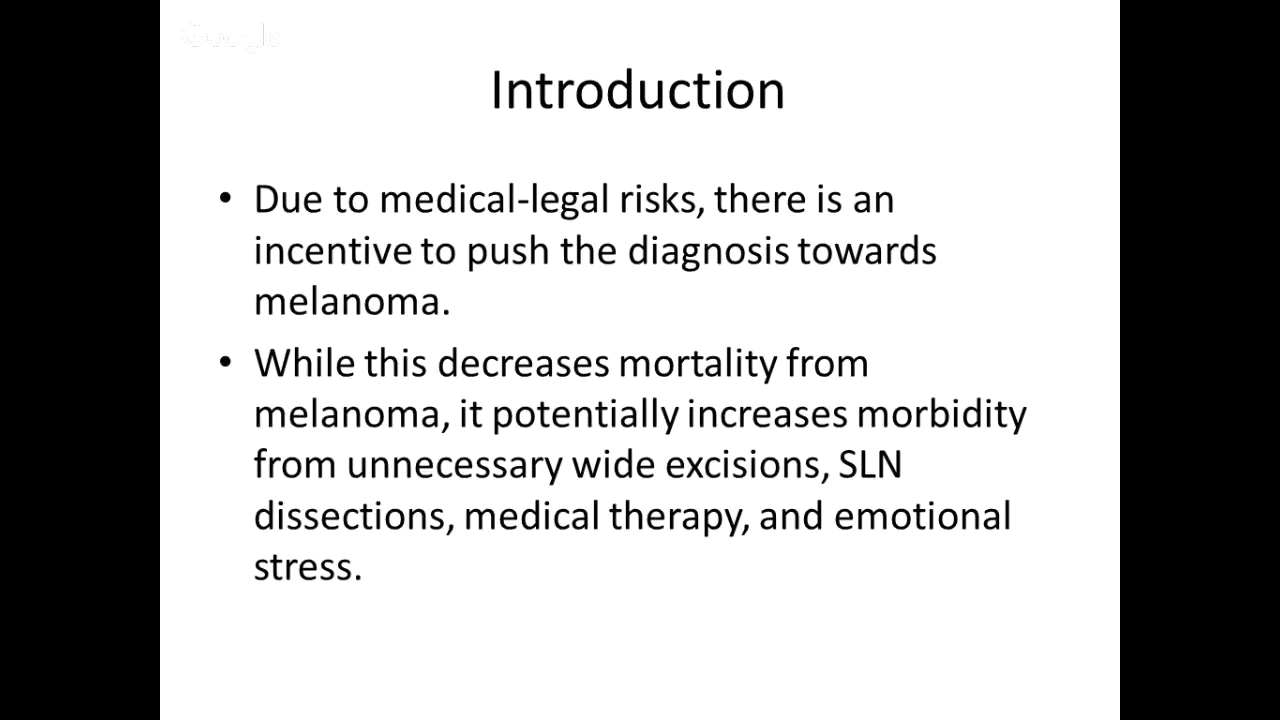 Google
Introduction
• Due to medical-legal risks, there is an
incentive to push the diagnosis towards
melanoma.
• While this decreases mortality from
melanoma, it potentially increases morbidity
from unnecessary wide excisions, SLN
dissections, medical therapy, and emotional
stress.